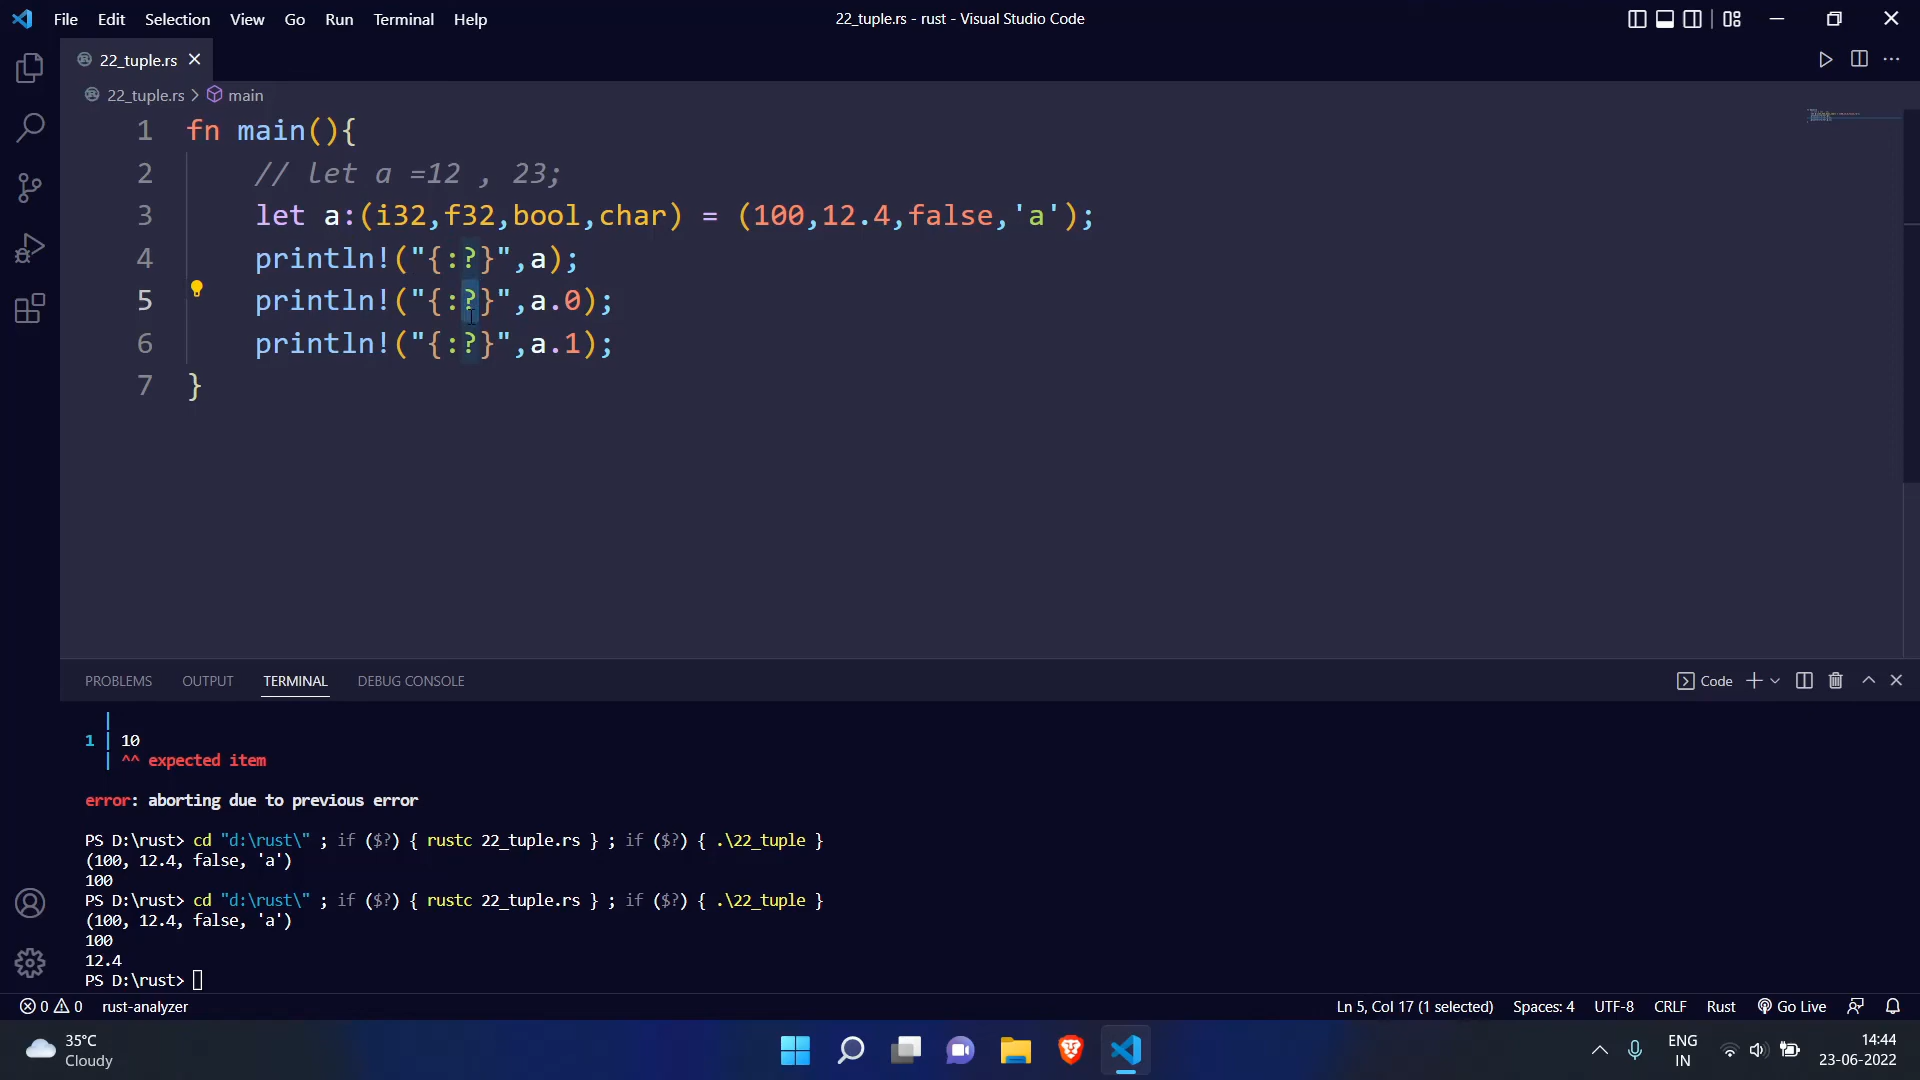 File Edit Selection View Go Run Terminal Help 22_tuple.rs - rust - Visual Studio Code
22_tuple.rs
22_tuple.rs > main
1 fn main(){
2 // let a =12 , 23;
3 let a:(i32,f32,bool,char) = (100,12.4,false,'a');
4 println!("{:?}",a);
5 println!("{:?}",a.0);
6 println!("{:?}",a.1);
7 }
PROBLEMS OUTPUT TERMINAL DEBUG CONSOLE Code
|
1 | 10
| ^^ expected item
error: aborting due to previous error
PS D:\rust> cd "d:\rust\" ; if ($?) { rustc 22_tuple.rs } ; if ($?) { .\22_tuple }
(100, 12.4, false, 'a')
100
PS D:\rust> cd "d:\rust\" ; if ($?) { rustc 22_tuple.rs } ; if ($?) { .\22_tuple }
(100, 12.4, false, 'a')
100
12.4
PS D:\rust>
0 0 rust-analyzer Ln 5, Col 17 (1 selected) Spaces: 4 UTF-8 CRLF Rust Go Live
35°C
Cloudy
ENG
IN
14:44
23-06-2022